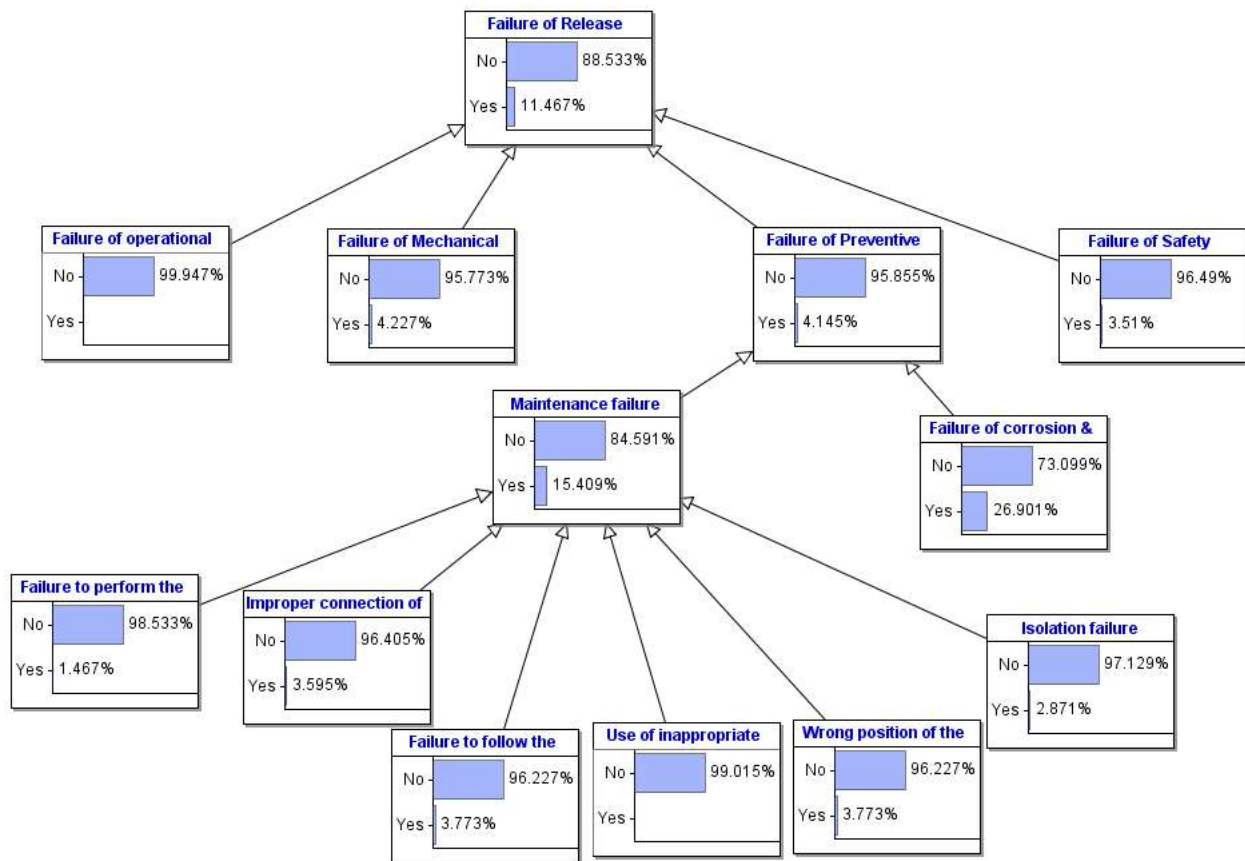 Failure of Release
No 88.533%
Yes 11.467%
Failure of operational
No 99.947%
Yes
Failure of Mechanical
No 95.773%
Yes 4.227%
Failure of Preventive
No 95.855%
Yes 4.145%
Failure of Safety
No 96.49%
Yes 3.51%
Maintenance failure
No 84.591%
Yes 15.409%
Failure of corrosion &
No 73.099%
Yes 26.901%
Failure to perform the
No 98.533%
Yes 1.467%
Improper connection of
No 96.405%
Yes 3.595%
Failure to follow the
No 96.227%
Yes 3.773%
Use of inappropriate
No 99.015%
Yes
Wrong position of the
No 96.227%
Yes 3.773%
Isolation failure
No 97.129%
Yes 2.871%